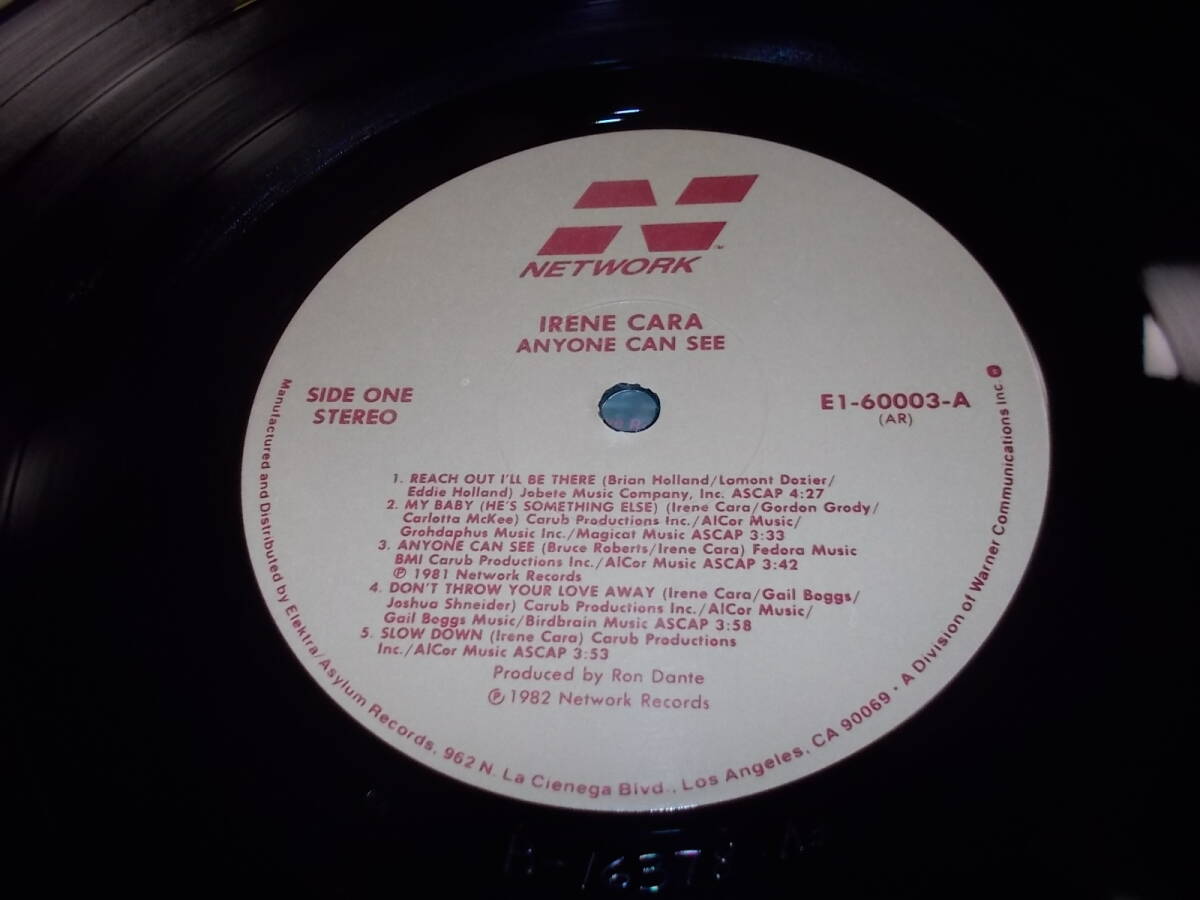 NETWORK™
IRENE CARA
ANYONE CAN SEE
SIDE ONE
STEREO
E1-60003-A
(AR)
1. REACH OUT I'LL BE THERE (Brian Holland/Lamont Dozier/
Eddie Holland) Jobete Music Company, Inc. ASCAP 4:27
2. MY BABY (HE'S SOMETHING ELSE) (Irene Cara/Gordon Grody/
Carlotta McKee) Carub Productions Inc./AlCor Music/
Grohdaphus Music Inc./Magicat Music ASCAP 3:33
3. ANYONE CAN SEE (Bruce Roberts/Irene Cara) Fedora Music
BMI Carub Productions Inc./AlCor Music ASCAP 3:42
℗ 1981 Network Records
4. DON'T THROW YOUR LOVE AWAY (Irene Cara/Gail Boggs/
Joshua Shneider) Carub Productions Inc./AlCor Music/
Gail Boggs Music/Birdbrain Music ASCAP 3:58
5. SLOW DOWN (Irene Cara) Carub Productions
Inc./AlCor Music ASCAP 3:53
Produced by Ron Dante
℗ 1982 Network Records
Manufactured and Distributed by Elektra/Asylum Records, 962 N. La Cienega Blvd., Los Angeles, CA 90069 · A Division of Warner Communications Inc.